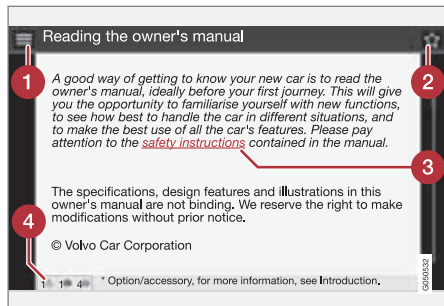 Reading the owner's manual
1
2
A good way of getting to know your new car is to read the
owner's manual, ideally before your first journey. This will give
you the opportunity to familiarise yourself with new functions,
to see how best to handle the car in different situations, and
to make the best use of all the car's features. Please pay
attention to the safety instructions contained in the manual.
3
The specifications, design features and illustrations in this
owner's manual are not binding. We reserve the right to make
modifications without prior notice.
4
© Volvo Car Corporation
1 1 4 * Option/accessory, for more information, see Introduction.
G050532